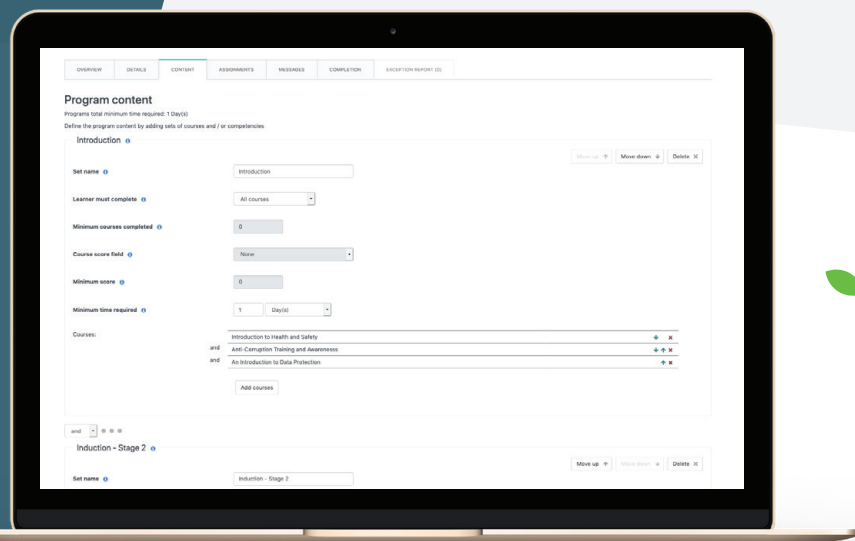 OVERVIEW DETAILS CONTENT ASSIGNMENTS MESSAGES COMPLETION EXCEPTION REPORT (0)
Program content
Programs total minimum time required: 1 Day(s)
Define the program content by adding sets of courses and / or competencies
Introduction
Move up Move down Delete
Set name Introduction
Learner must complete All courses
Minimum courses completed 0
Course score field None
Minimum score 0
Minimum time required 1 Day(s)
Courses:
Introduction to Health and Safety
and Anti-Corruption Training and Awareness
and An Introduction to Data Protection
Add courses
and
Induction - Stage 2
Move up Move down Delete
Set name Induction - Stage 2